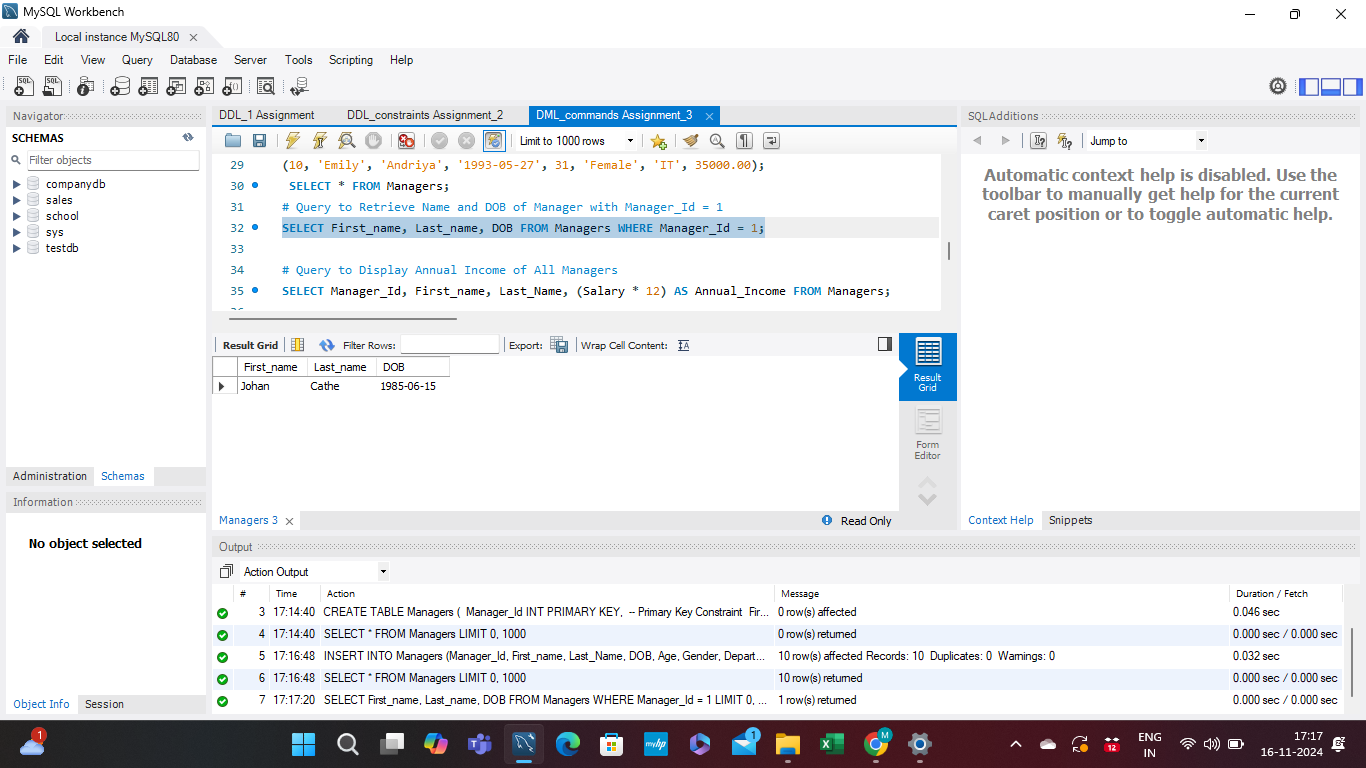 MySQL Workbench
Local instance MySQL80
File Edit View Query Database Server Tools Scripting Help
Navigator
SCHEMAS
Filter objects
companydb
sales
school
sys
testdb
Administration Schemas
Information
No object selected
Object Info Session
DDL_1 Assignment DDL_constraints Assignment_2 DML_commands Assignment_3
Limit to 1000 rows
29 (10, 'Emily', 'Andriya', '1993-05-27', 31, 'Female', 'IT', 35000.00);
30 SELECT * FROM Managers;
31 # Query to Retrieve Name and DOB of Manager with Manager_Id = 1
32 SELECT First_name, Last_name, DOB FROM Managers WHERE Manager_Id = 1;
33
34 # Query to Display Annual Income of All Managers
35 SELECT Manager_Id, First_name, Last_Name, (Salary * 12) AS Annual_Income FROM Managers;
Result Grid Filter Rows: Export: Wrap Cell Content:
First_name Last_name DOB
Johan Cathe 1985-06-15
Result
Grid
Form
Editor
Managers 3
Read Only
SQLAdditions
Jump to
Automatic context help is disabled. Use the
toolbar to manually get help for the current
caret position or to toggle automatic help.
Context Help Snippets
Output
Action Output
# Time Action Message Duration / Fetch
3 17:14:40 CREATE TABLE Managers ( Manager_Id INT PRIMARY KEY, -- Primary Key Constraint Fir... 0 row(s) affected 0.046 sec
4 17:14:40 SELECT * FROM Managers LIMIT 0, 1000 0 row(s) returned 0.000 sec / 0.000 sec
5 17:16:48 INSERT INTO Managers (Manager_Id, First_name, Last_Name, DOB, Age, Gender, Depart... 10 row(s) affected Records: 10 Duplicates: 0 Warnings: 0 0.032 sec
6 17:16:48 SELECT * FROM Managers LIMIT 0, 1000 10 row(s) returned 0.000 sec / 0.000 sec
7 17:17:20 SELECT First_name, Last_name, DOB FROM Managers WHERE Manager_Id = 1 LIMIT 0, ... 1 row(s) returned 0.000 sec / 0.000 sec
1
myhp
1
M
12
ENG
IN
17:17
16-11-2024